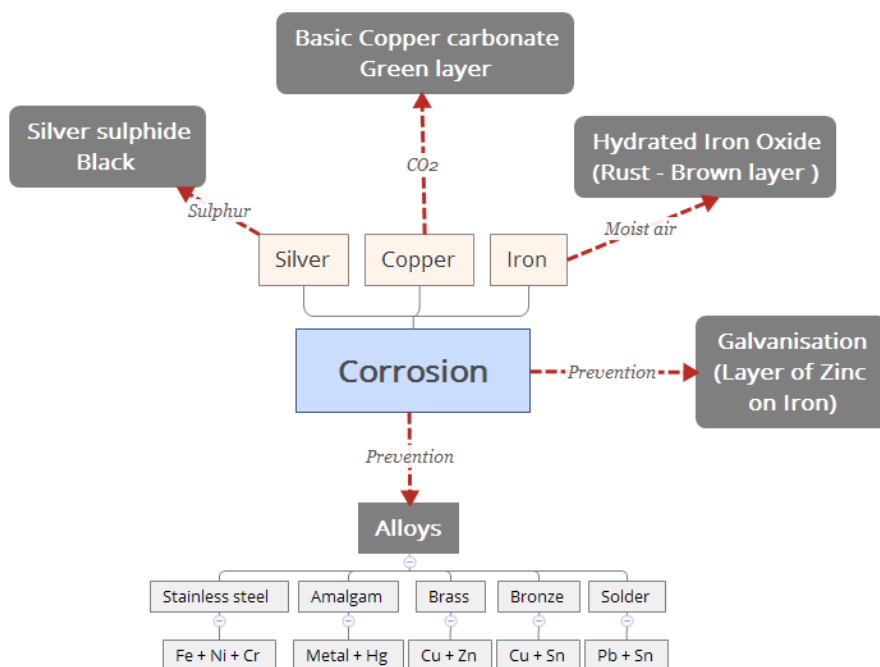 Basic Copper carbonate
Green layer
Silver sulphide
Black
Hydrated Iron Oxide
(Rust - Brown layer )
CO2
Sulphur
Moist air
Silver
Copper
Iron
Corrosion
Prevention
Galvanisation
(Layer of Zinc
on Iron)
Prevention
Alloys
Stainless steel
Amalgam
Brass
Bronze
Solder
Fe + Ni + Cr
Metal + Hg
Cu + Zn
Cu + Sn
Pb + Sn